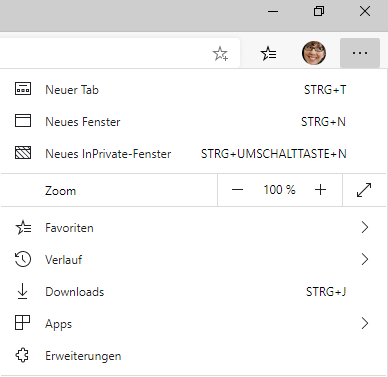 Neuer Tab STRG+T
Neues Fenster STRG+N
Neues InPrivate-Fenster STRG+UMSCHALTTASTE+N
Zoom — 100 % +
Favoriten
Verlauf
Downloads STRG+J
Apps
Erweiterungen